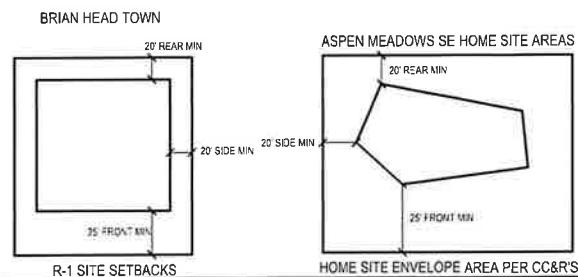 BRIAN HEAD TOWN
20' REAR MIN
20' SIDE MIN
25' FRONT MIN
R-1 SITE SETBACKS
ASPEN MEADOWS SE HOME SITE AREAS
20' REAR MIN
20' SIDE MIN
25' FRONT MIN
HOME SITE ENVELOPE AREA PER CC&R'S